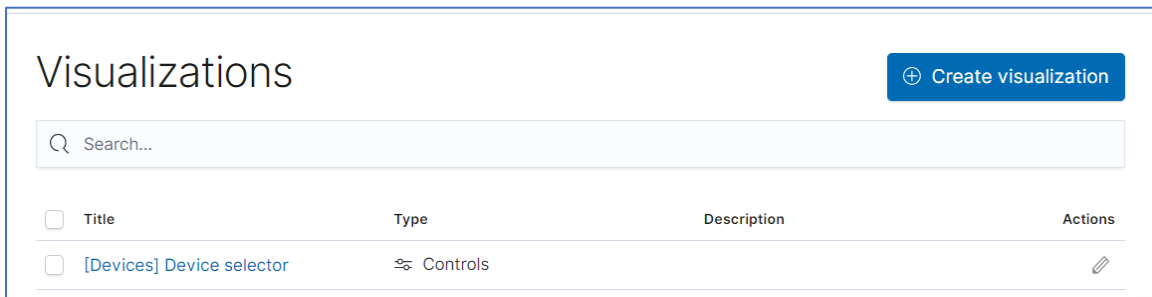 Visualizations
Create visualization
Search...
Title Type Description Actions
[Devices] Device selector Controls